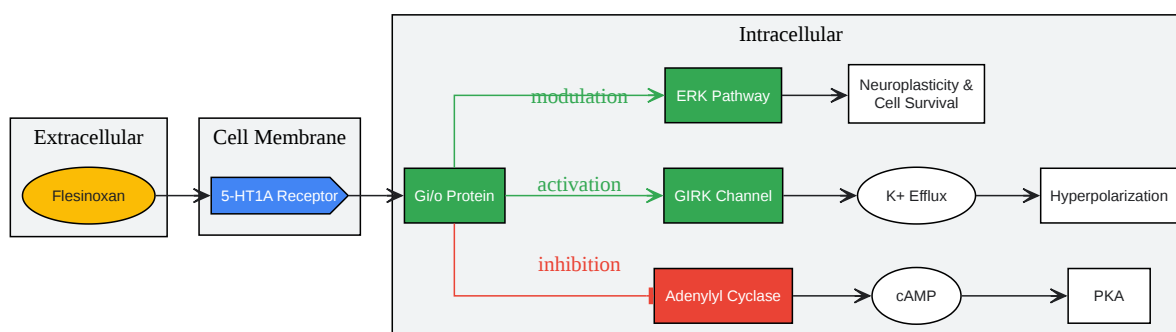 Intracellular
modulation
ERK Pathway
Neuroplasticity &
Cell Survival
Extracellular
Cell Membrane
Flesinoxan
5-HT1A Receptor
Gi/o Protein
activation
GIRK Channel
K+ Efflux
Hyperpolarization
inhibition
Adenylyl Cyclase
cAMP
PKA